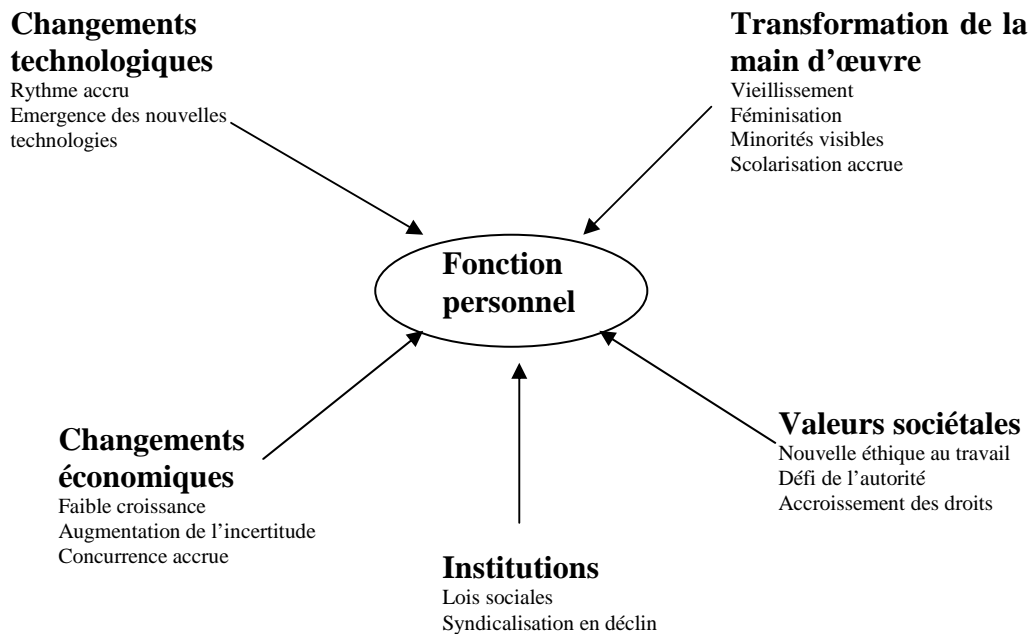 Changements
technologiques
Rythme accru
Emergence des nouvelles
technologies
Transformation de la
main d’œuvre
Vieillissement
Féminisation
Minorités visibles
Scolarisation accrue
Fonction
personnel
Changements
économiques
Faible croissance
Augmentation de l’incertitude
Concurrence accrue
Valeurs sociétales
Nouvelle éthique au travail
Défi de l’autorité
Accroissement des droits
Institutions
Lois sociales
Syndicalisation en déclin